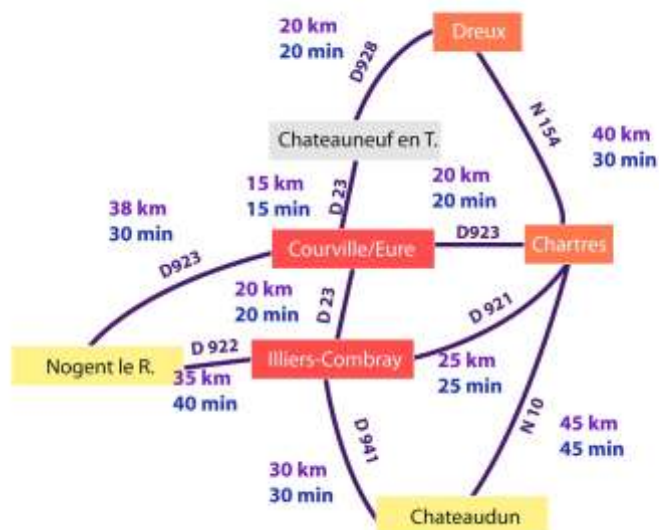 20 km
20 min
Dreux
D928
N 154
Chateauneuf en T.
40 km
30 min
15 km
15 min
D 23
20 km
20 min
38 km
30 min
D923
Courville/Eure
D923
Chartres
20 km
20 min
D 23
D 921
Nogent le R.
D 922
Illiers-Combray
35 km
40 min
25 km
25 min
N 10
45 km
45 min
D 941
30 km
30 min
Chateaudun